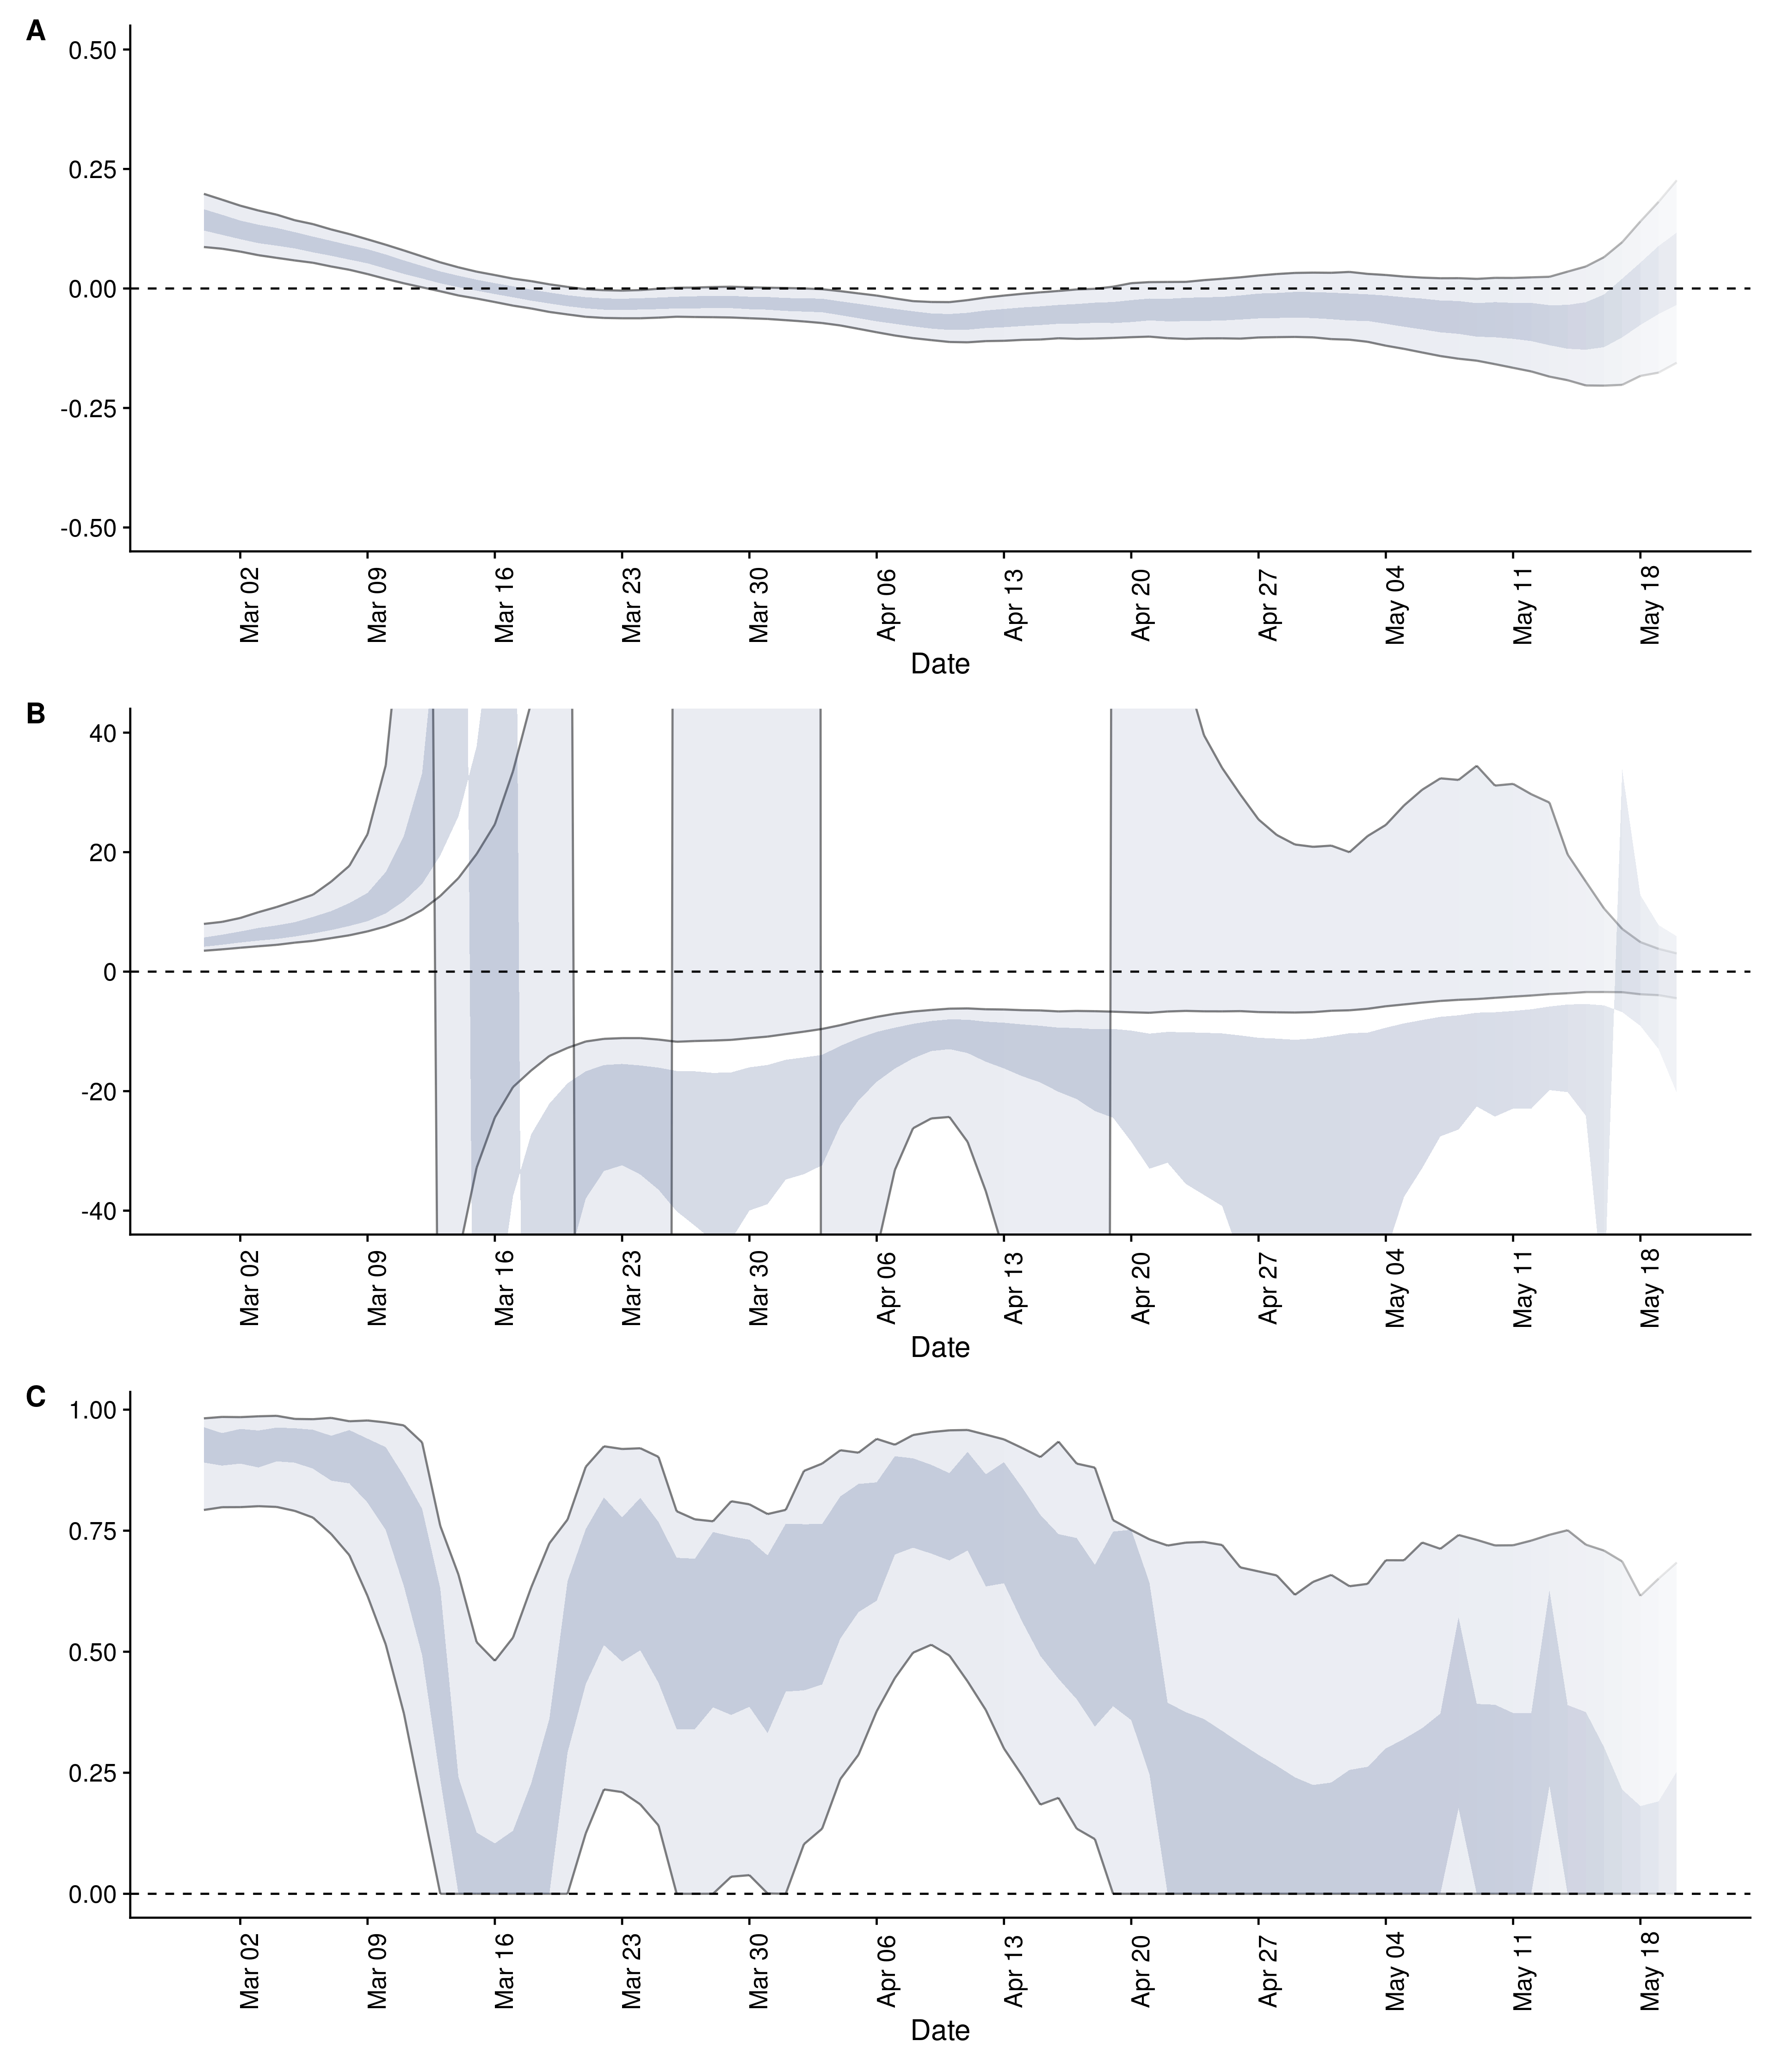 A
0.50
0.25
0.00
-0.25
-0.50
Mar 02
Mar 09
Mar 16
Mar 23
Mar 30
Apr 06
Apr 13
Apr 20
Apr 27
May 04
May 11
May 18
Date
B
40
20
0
-20
-40
Mar 02
Mar 09
Mar 16
Mar 23
Mar 30
Apr 06
Apr 13
Apr 20
Apr 27
May 04
May 11
May 18
Date
C
1.00
0.75
0.50
0.25
0.00
Mar 02
Mar 09
Mar 16
Mar 23
Mar 30
Apr 06
Apr 13
Apr 20
Apr 27
May 04
May 11
May 18
Date